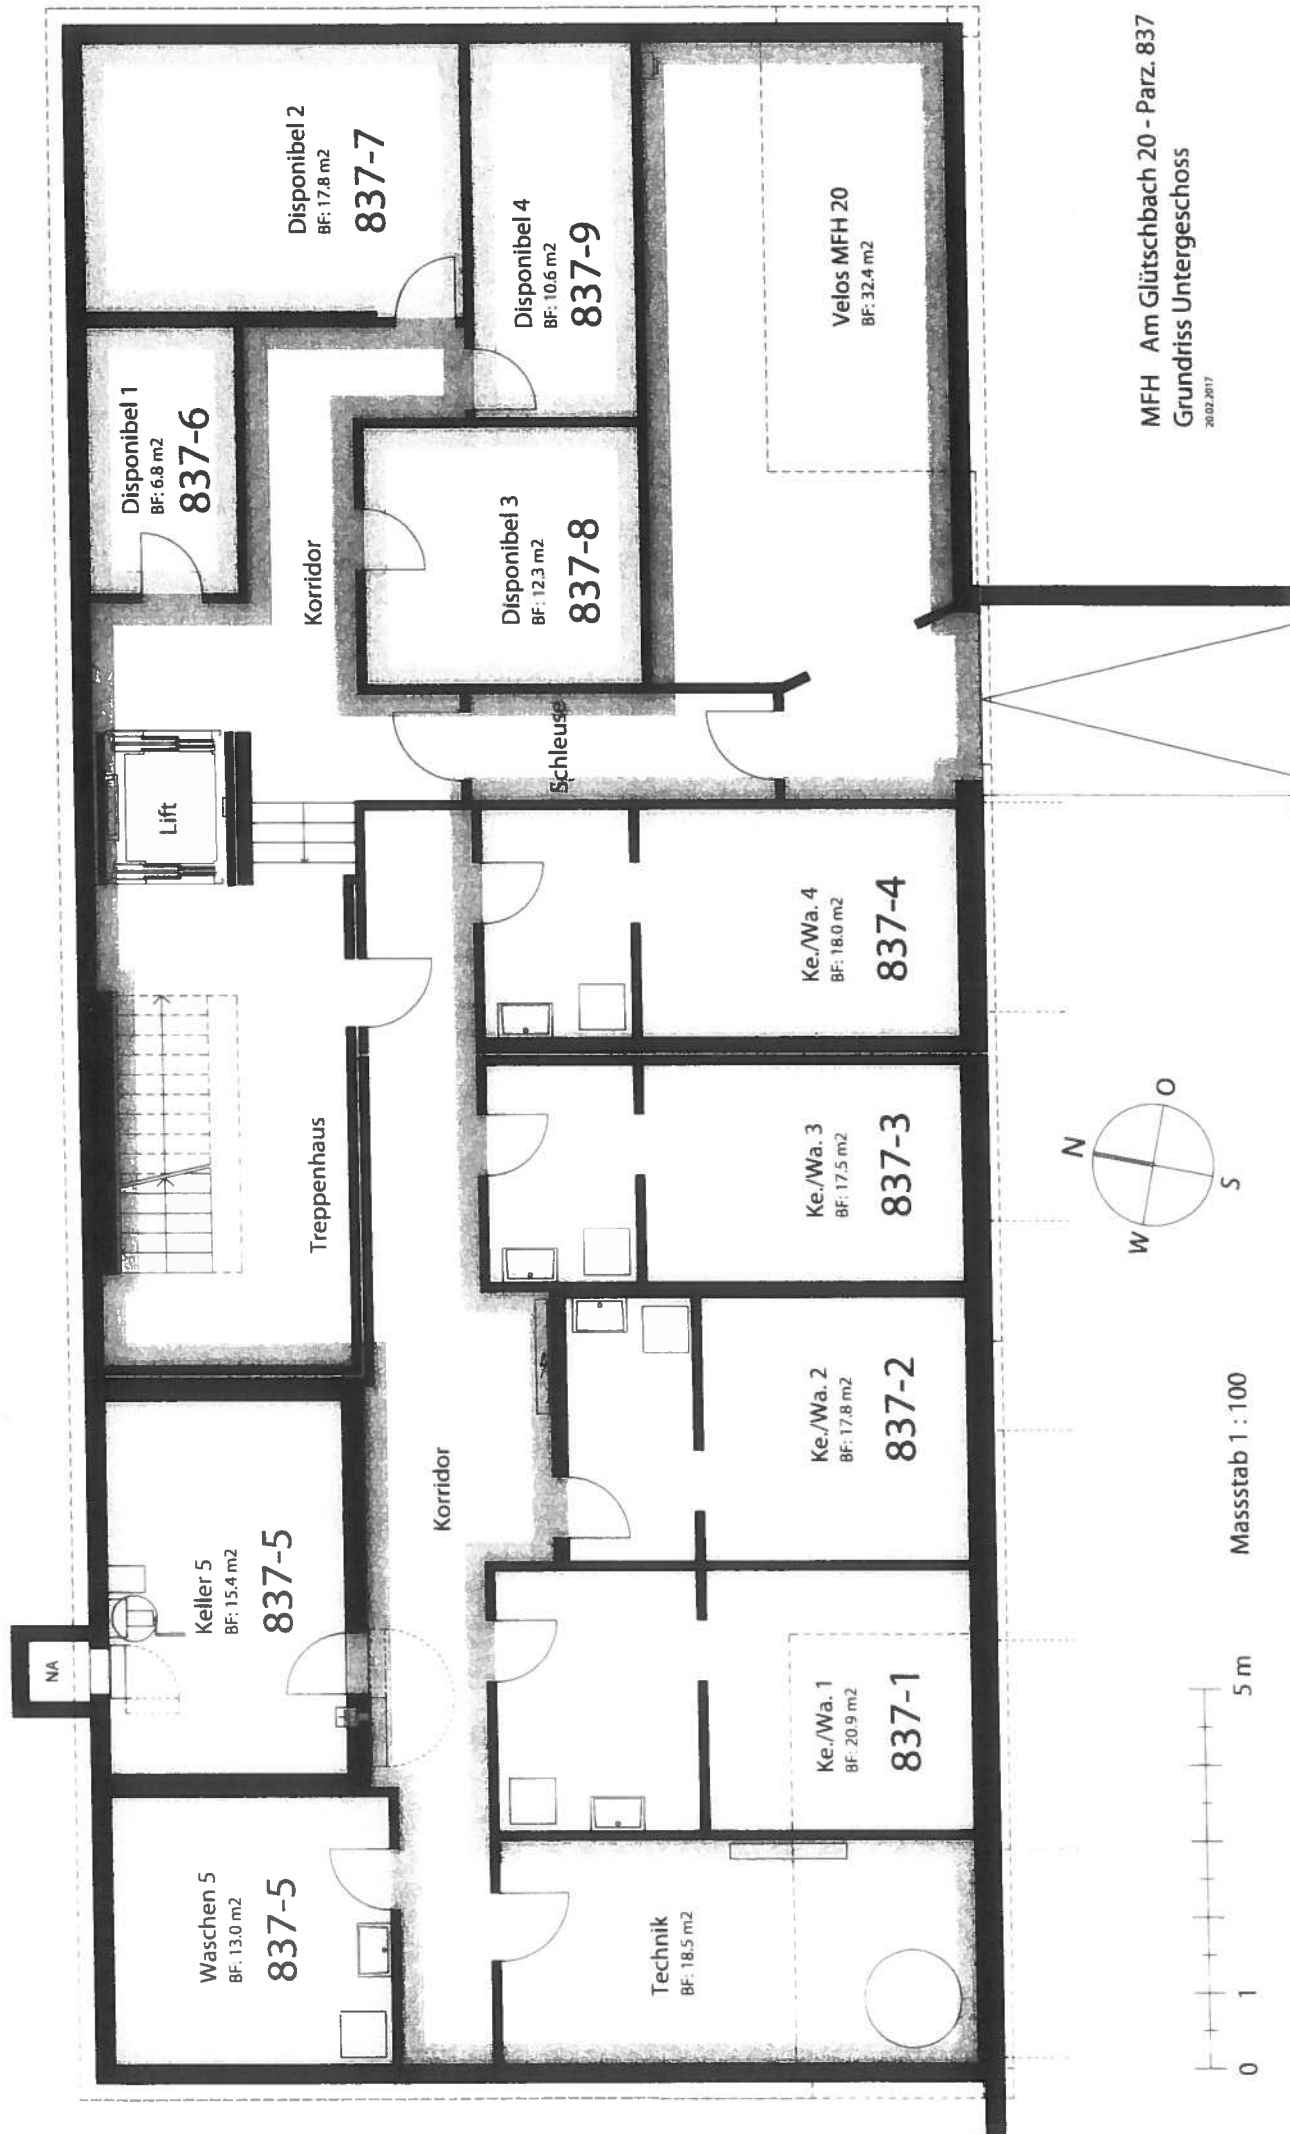 MFH Am Glütschbach 20 - Parz. 837
Grundriss Untergeschoss
20.02.2017
Waschen 5
BF: 13.0 m2
837-5
NA
Keller 5
BF: 15.4 m2
837-5
Treppenhaus
Lift
Disponibel 1
BF: 6.8 m2
837-6
Disponibel 2
BF: 17.8 m2
837-7
Korridor
Korridor
Disponibel 3
BF: 12.3 m2
837-8
Disponibel 4
BF: 10.6 m2
837-9
Schleuse
Velos MFH 20
BF: 32.4 m2
Technik
BF: 18.5 m2
Ke./Wa. 1
BF: 20.9 m2
837-1
Ke./Wa. 2
BF: 17.8 m2
837-2
Ke./Wa. 3
BF: 17.5 m2
837-3
Ke./Wa. 4
BF: 18.0 m2
837-4
N
W
O
S
0 1 5 m
Massstab 1 : 100